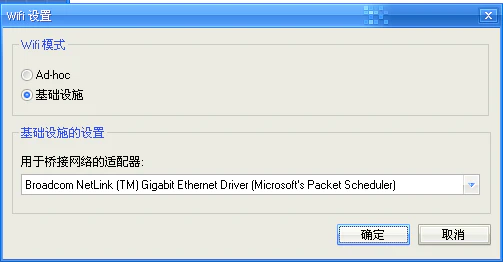 Wifi 设置
Wifi 模式
Ad-hoc
基础设施
基础设施的设置
用于桥接网络的适配器:
Broadcom NetLink (TM) Gigabit Ethernet Driver (Microsoft's Packet Scheduler)
确定
取消